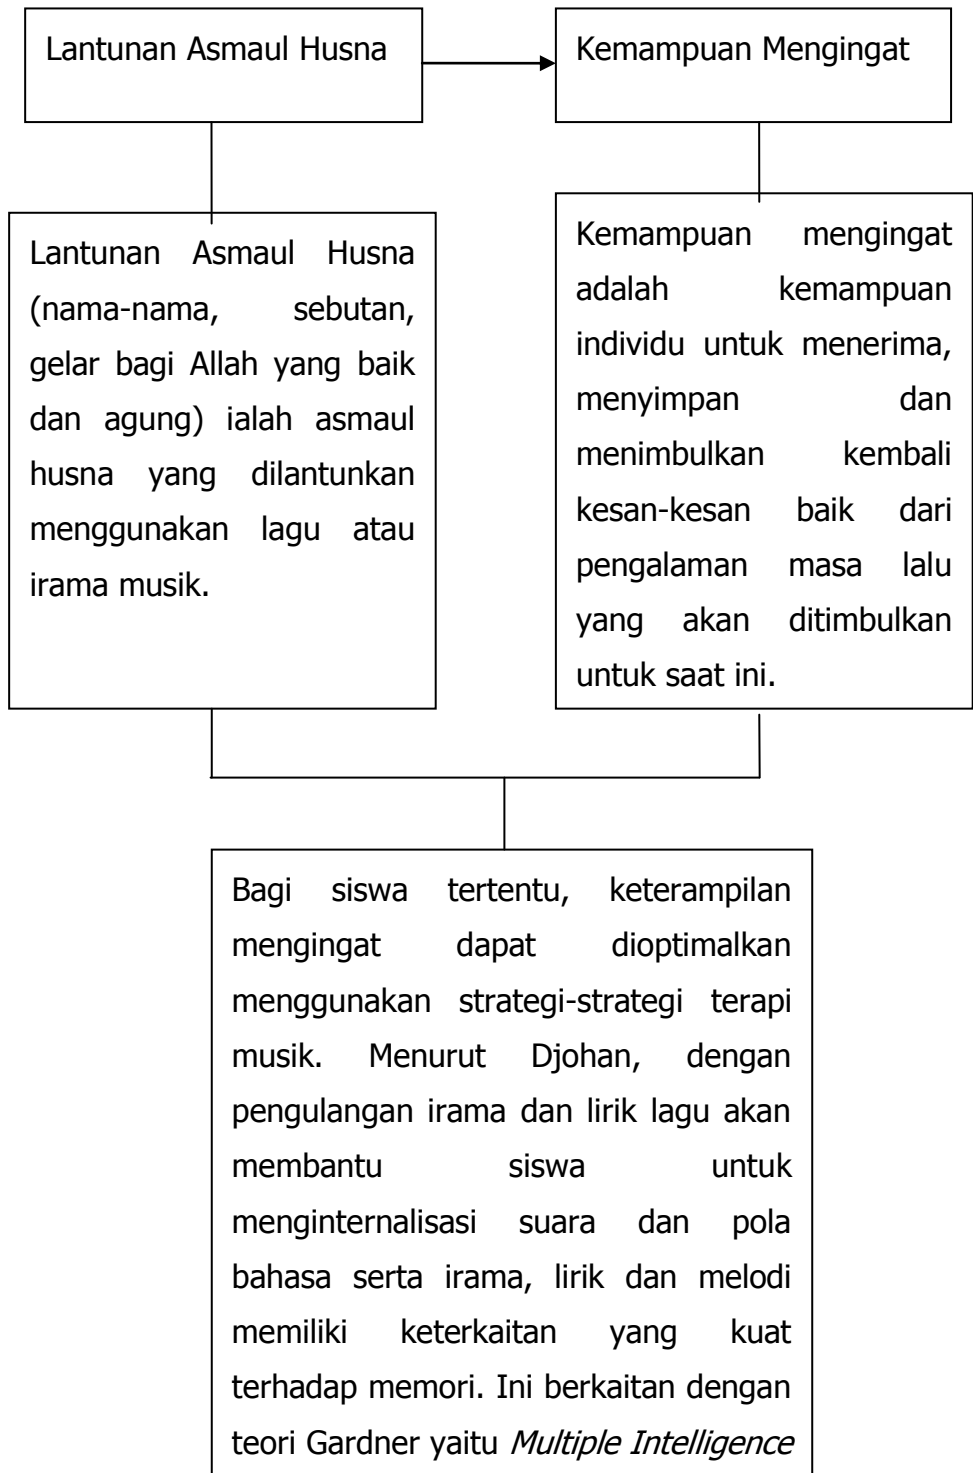 Lantunan Asmaul Husna
Kemampuan Mengingat
Lantunan Asmaul Husna
(nama-nama, sebutan,
gelar bagi Allah yang baik
dan agung) ialah asmaul
husna yang dilantunkan
menggunakan lagu atau
irama musik.
Kemampuan mengingat
adalah kemampuan
individu untuk menerima,
menyimpan dan
menimbulkan kembali
kesan-kesan baik dari
pengalaman masa lalu
yang akan ditimbulkan
untuk saat ini.
Bagi siswa tertentu, keterampilan
mengingat dapat dioptimalkan
menggunakan strategi-strategi terapi
musik. Menurut Djohan, dengan
pengulangan irama dan lirik lagu akan
membantu siswa untuk
menginternalisasi suara dan pola
bahasa serta irama, lirik dan melodi
memiliki keterkaitan yang kuat
terhadap memori. Ini berkaitan dengan
teori Gardner yaitu Multiple Intelligence